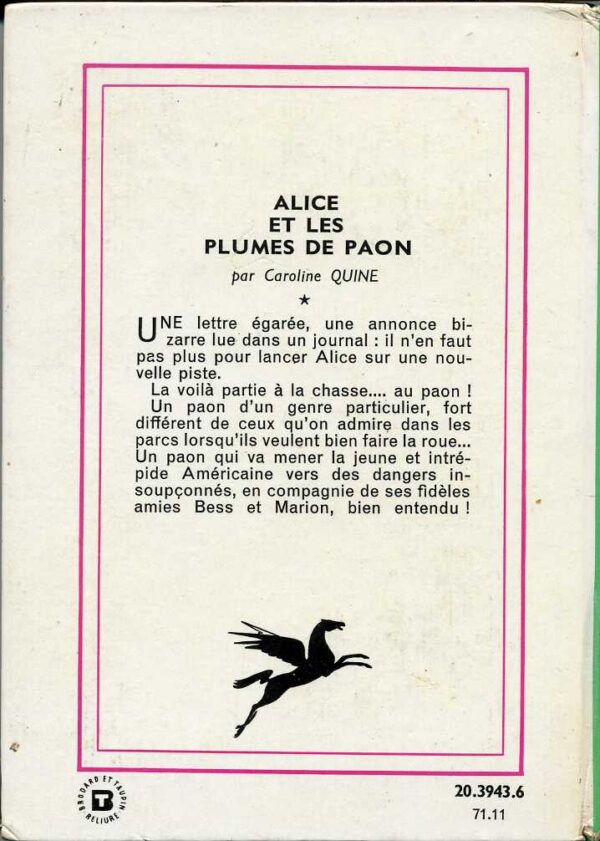 ALICE
ET LES
PLUMES DE PAON
par Caroline QUINE
UNE lettre égarée, une annonce bi-
zarre lue dans un journal : il n'en faut
pas plus pour lancer Alice sur une nou-
velle piste.
La voilà partie à la chasse.... au paon !
Un paon d'un genre particulier, fort
différent de ceux qu'on admire dans les
parcs lorsqu'ils veulent bien faire la roue...
Un paon qui va mener la jeune et intré-
pide Américaine vers des dangers in-
soupçonnés, en compagnie de ses fidèles
amies Bess et Marion, bien entendu !
BRODARD ET TAUPIN
RELIURE
20.3943.6
71.11